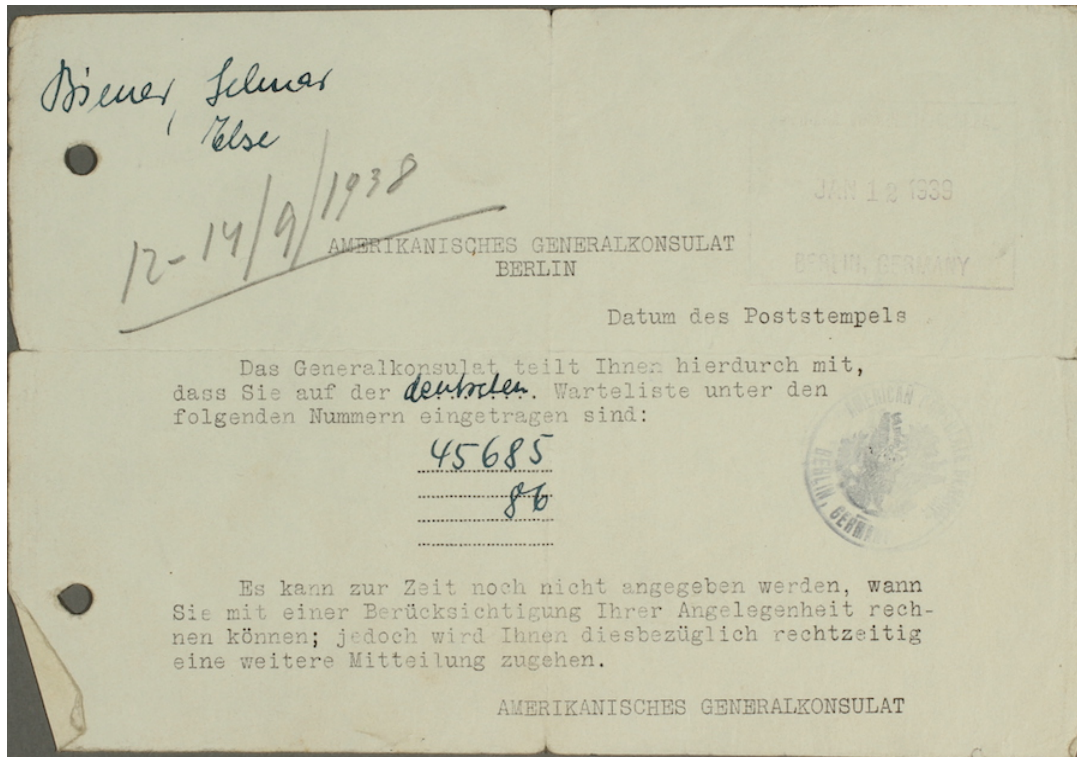 Biener, Selmar
Else
12-14/9/1938
JAN 12 1939
BERLIN, GERMANY
AMERIKANISCHES GENERALKONSULAT
BERLIN
Datum des Poststempels
Das Generalkonsulat teilt Ihnen hierdurch mit,
dass Sie auf der deutschen. Warteliste unter den
folgenden Nummern eingetragen sind:
45685
86
AMERICAN
BERLIN, GERMANY
Es kann zur Zeit noch nicht angegeben werden, wann
Sie mit einer Berücksichtigung Ihrer Angelegenheit rech-
nen können; jedoch wird Ihnen diesbezüglich rechtzeitig
eine weitere Mitteilung zugehen.
AMERIKANISCHES GENERALKONSULAT